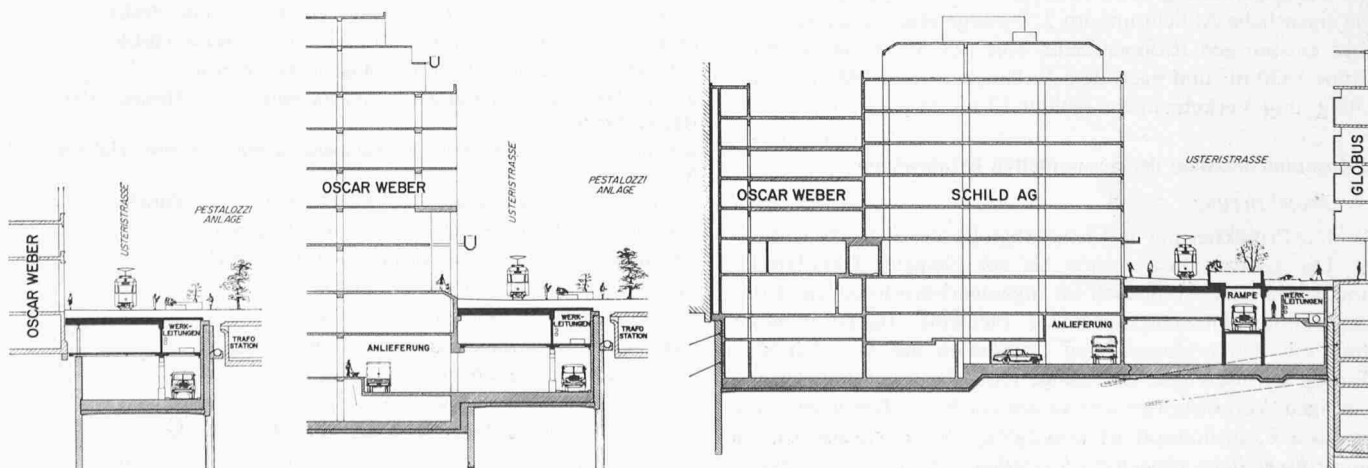 OSCAR WEBER
USTERISTRASSE
PESTALOZZI
ANLAGE
WERK-
LEITUNGEN
TRAFO
STATION
OSCAR WEBER
USTERISTRASSE
PESTALOZZI
ANLAGE
ANLIEFERUNG
WERK-
LEITUNGEN
TRAFO
STATION
OSCAR WEBER
SCHILD AG
USTERISTRASSE
GLOBUS
ANLIEFERUNG
RAMPE
WERK-
LEITUNGEN